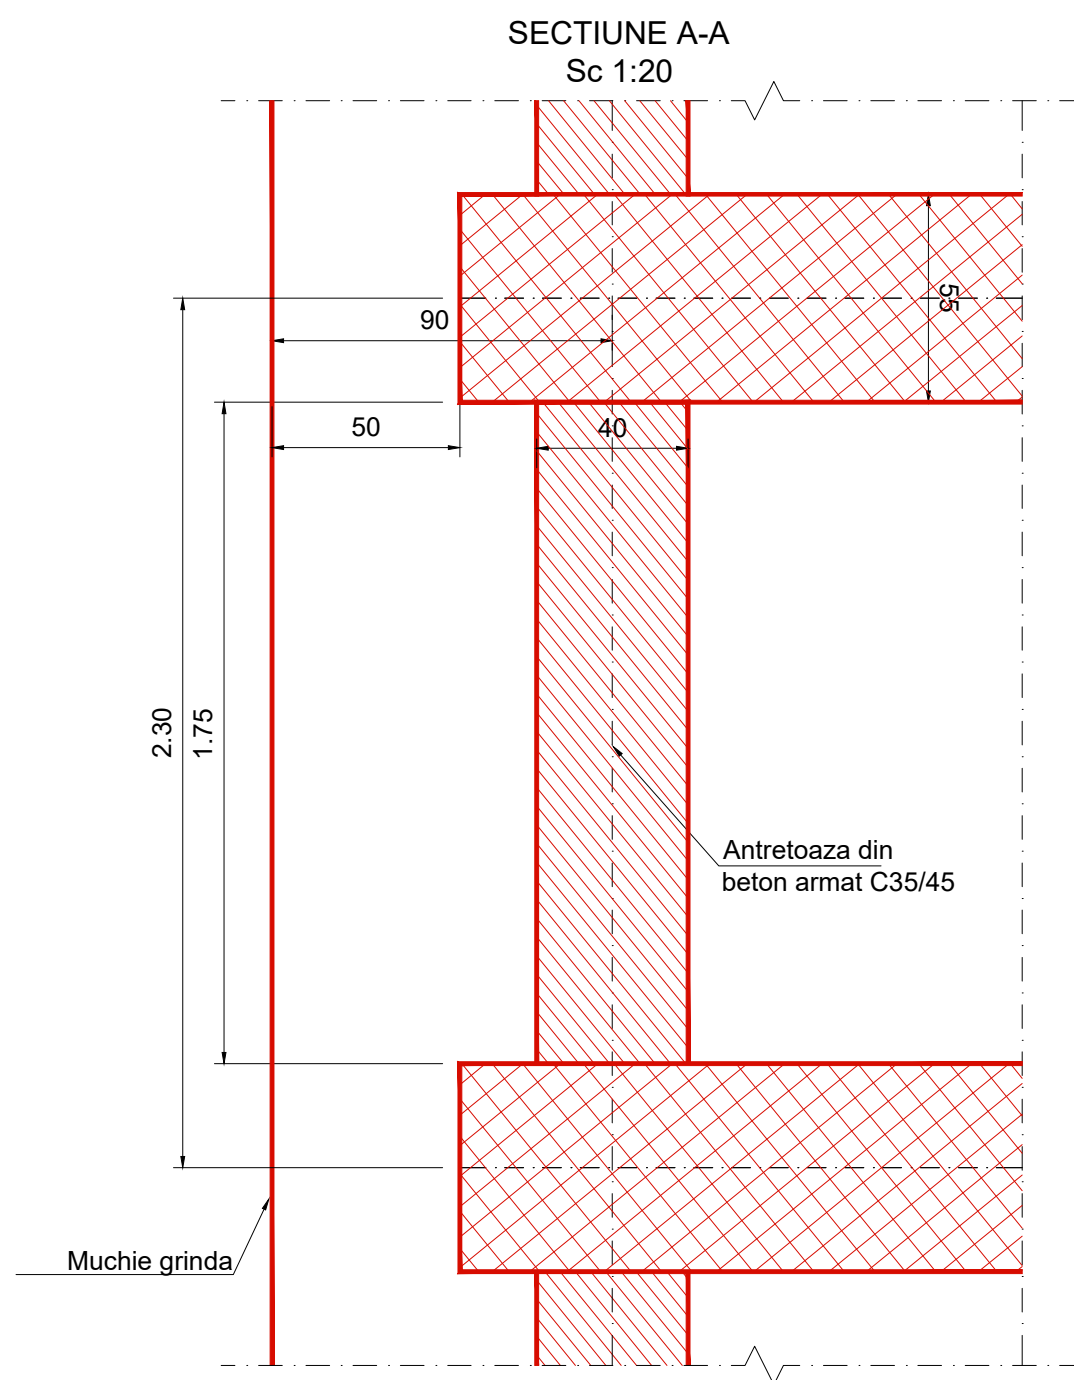 SECTIUNE A-A
Sc 1:20
55
90
50
40
2.30
1.75
Antretoaza din
beton armat C35/45
Muchie grinda